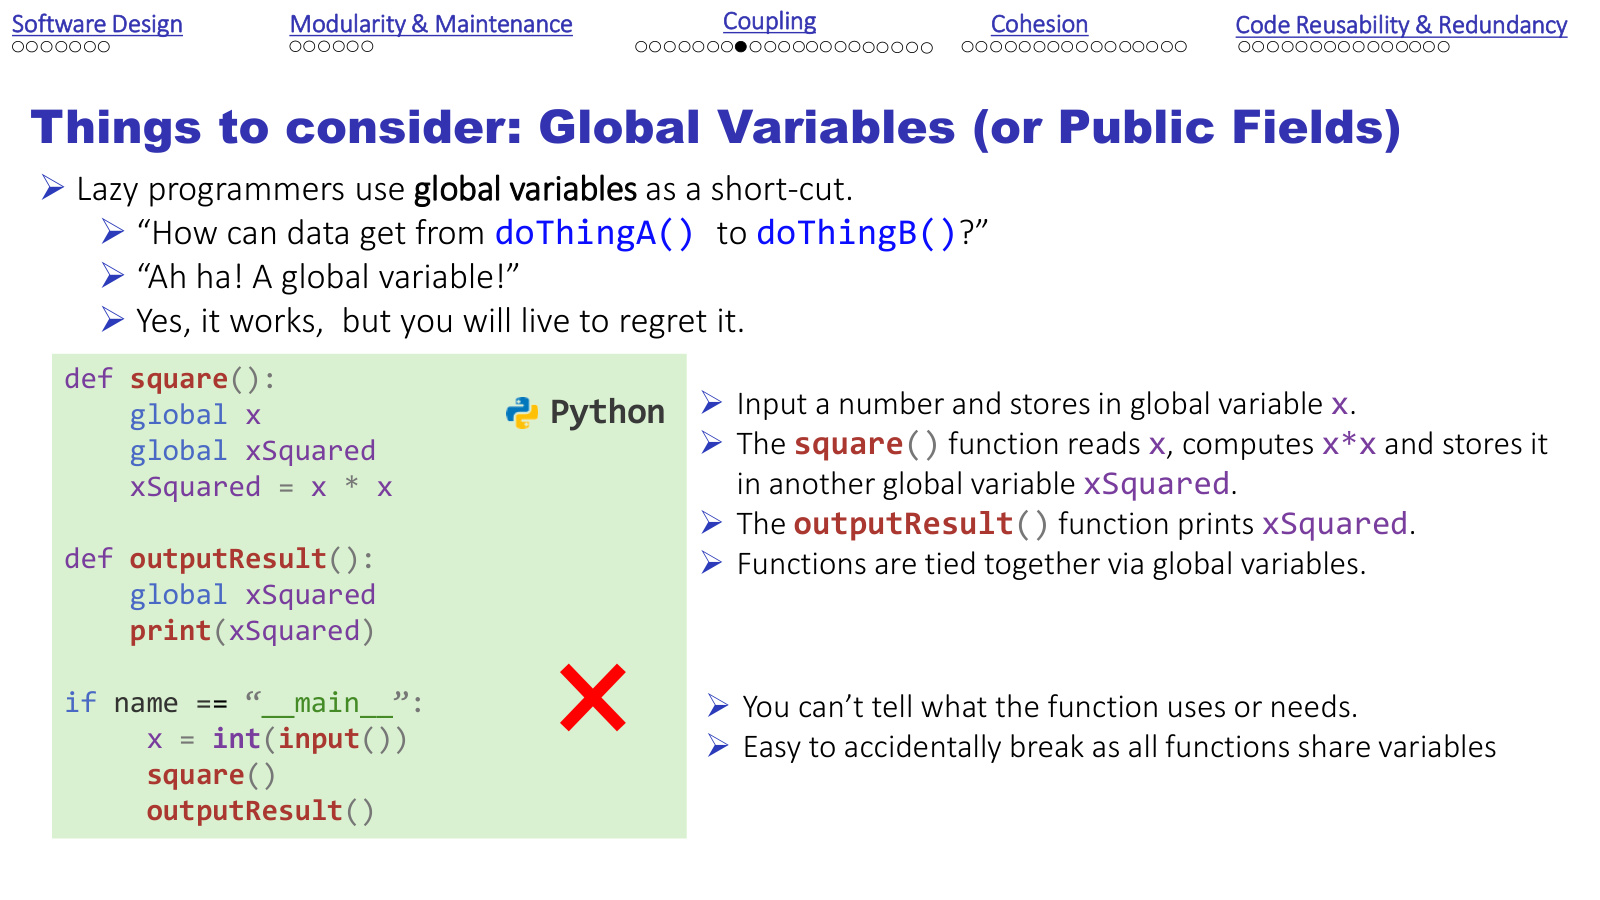 Software Design
Modularity & Maintenance
Coupling
Cohesion
Code Reusability & Redundancy
Things to consider: Global Variables (or Public Fields)
Lazy programmers use global variables as a short-cut.
“How can data get from doThingA() to doThingB()?”
“Ah ha! A global variable!”
Yes, it works,  but you will live to regret it.
def square():
    global x
    global xSquared
    xSquared = x * x
def outputResult():
    global xSquared
    print(xSquared)
if name == “__main__”:
     x = int(input())
     square()
     outputResult()
Python
Input a number and stores in global variable x.
The square() function reads x, computes x*x and stores it
in another global variable xSquared.
The outputResult() function prints xSquared.
Functions are tied together via global variables.
You can’t tell what the function uses or needs.
Easy to accidentally break as all functions share variables